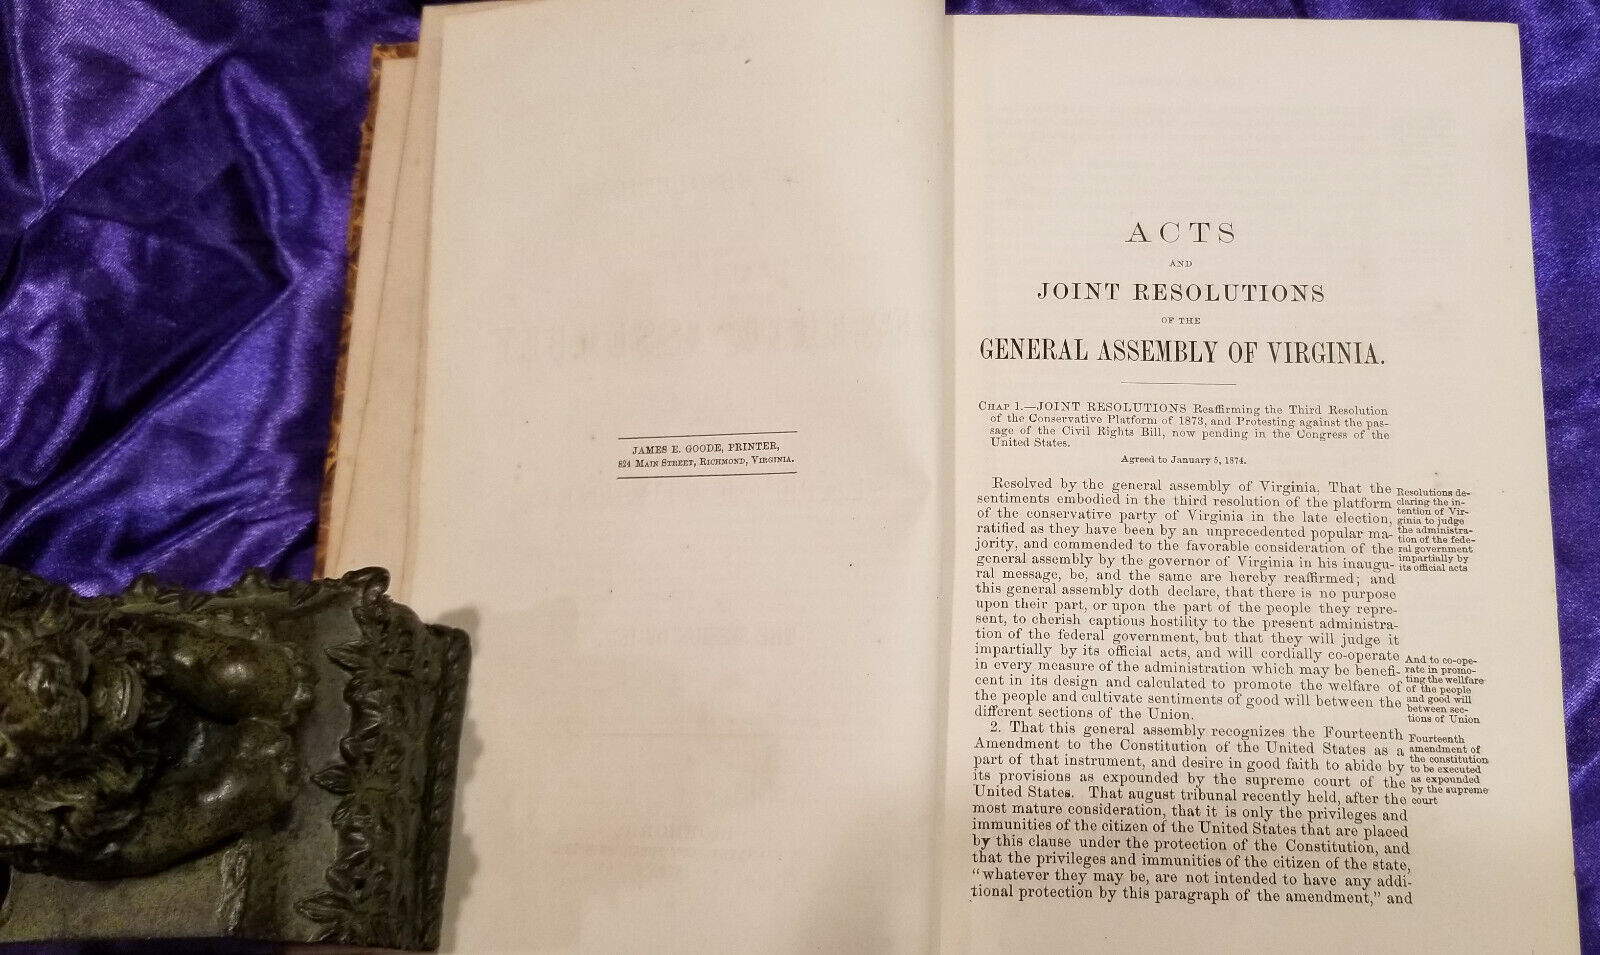 JAMES E. GOODE, PRINTER,
824 MAIN STREET, RICHMOND, VIRGINIA.
ACTS
AND
JOINT RESOLUTIONS
OF THE
GENERAL ASSEMBLY OF VIRGINIA.
CHAP 1.—JOINT RESOLUTIONS Reaffirming the Third Resolution
of the Conservative Platform of 1873, and Protesting against the pas-
sage of the Civil Rights Bill, now pending in the Congress of the
United States.
Agreed to January 5, 1874.
Resolved by the general assembly of Virginia, That the
sentiments embodied in the third resolution of the platform
of the conservative party of Virginia in the late election,
ratified as they have been by an unprecedented popular ma-
jority, and commended to the favorable consideration of the
general assembly by the governor of Virginia in his inaugu-
ral message, be, and the same are hereby reaffirmed; and
this general assembly doth declare, that there is no purpose
upon their part, or upon the part of the people they repre-
sent, to cherish captious hostility to the present administra-
tion of the federal government, but that they will judge it
impartially by its official acts, and will cordially co-operate
in every measure of the administration which may be benefi-
cent in its design and calculated to promote the welfare of
the people and cultivate sentiments of good will between the
different sections of the Union.
Resolutions de-
claring the in-
tention of Vir-
ginia to judge
the administra-
tion of the fede-
ral government
impartially by
its official acts
And to co-ope-
rate in promo-
ting the wellfare
of the people
and good will
between sec-
tions of Union
2. That this general assembly recognizes the Fourteenth
Amendment to the Constitution of the United States as a
part of that instrument, and desire in good faith to abide by
its provisions as expounded by the supreme court of the
United States. That august tribunal recently held, after the
most mature consideration, that it is only the privileges and
immunities of the citizen of the United States that are placed
by this clause under the protection of the Constitution, and
that the privileges and immunities of the citizen of the state,
"whatever they may be, are not intended to have any addi-
tional protection by this paragraph of the amendment," and
Fourteenth
amendment of
the constitution
to be executed
as expounded
by the supreme
court